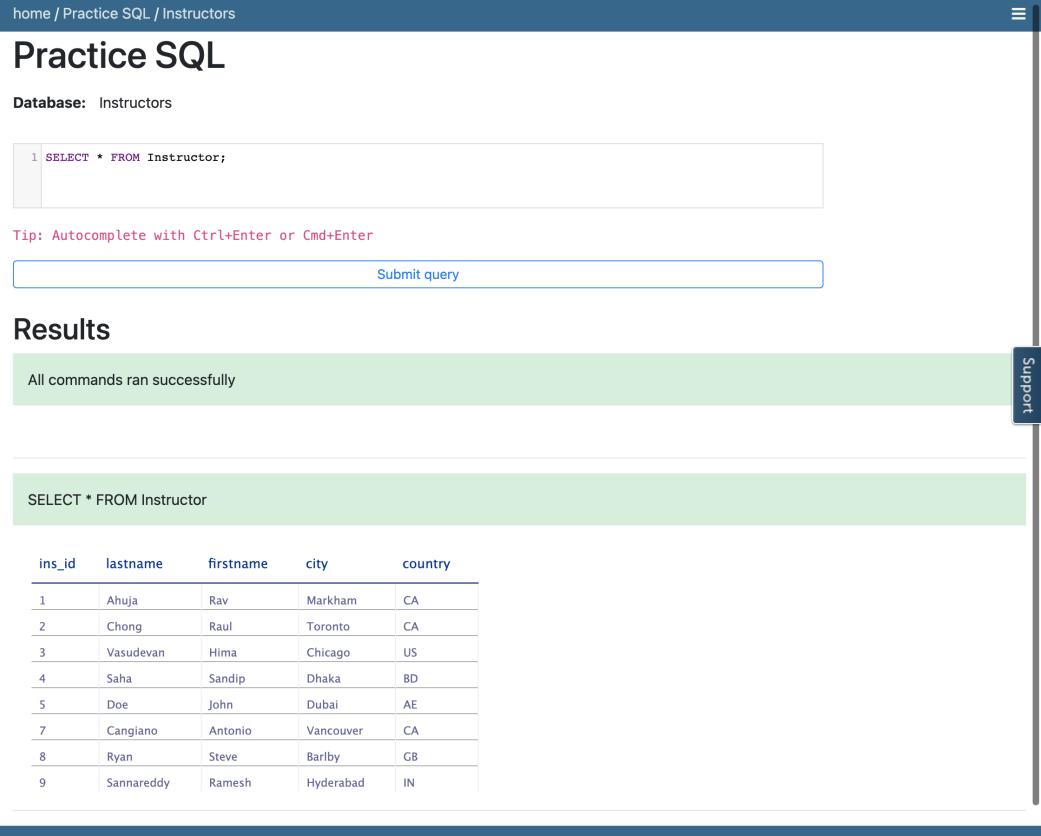 home / Practice SQL / Instructors
Practice SQL
Database: Instructors
1 SELECT * FROM Instructor;
Tip: Autocomplete with Ctrl+Enter or Cmd+Enter
Submit query
Results
All commands ran successfully
Support
SELECT * FROM Instructor
ins_id lastname firstname city country
1 Ahuja Rav Markham CA
2 Chong Raul Toronto CA
3 Vasudevan Hima Chicago US
4 Saha Sandip Dhaka BD
5 Doe John Dubai AE
7 Cangiano Antonio Vancouver CA
8 Ryan Steve Barlby GB
9 Sannareddy Ramesh Hyderabad IN